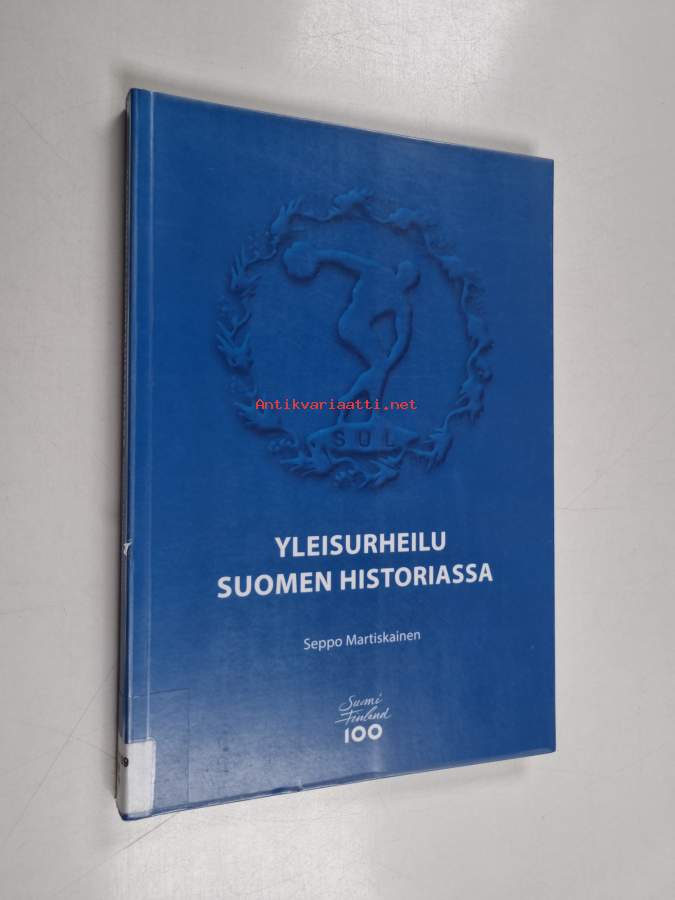 Antikvariaatti.net
SUL
YLEISURHEILU
SUOMEN HISTORIASSA
Seppo Martiskainen
Suomi
Finland
100